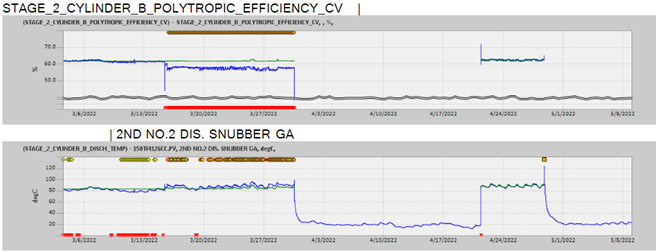 STAGE_2_CYLINDER_B_POLYTROPIC_EFFICIENCY_CV |
(STAGE_2_CYLINDER_B_POLYTROPIC_EFFICIENCY_CV) - STAGE_2_CYLINDER_B_POLYTROPIC_EFFICIENCY_CV, , %,
70.0
60.0
50.0
40.0
%
3/6/2022 3/13/2022 3/20/2022 3/27/2022 4/3/2022 4/10/2022 4/17/2022 4/24/2022 5/1/2022 5/8/2022
| 2ND NO.2 DIS. SNUBBER GA
(STAGE_2_CYLINDER_B_DISCH_TEMP) - 150TI4126CC.PV, 2ND NO.2 DIS. SNUBBER GA, degC,
120
100
80
60
40
20
degC
3/6/2022 3/13/2022 3/20/2022 3/27/2022 4/3/2022 4/10/2022 4/17/2022 4/24/2022 5/1/2022 5/8/2022